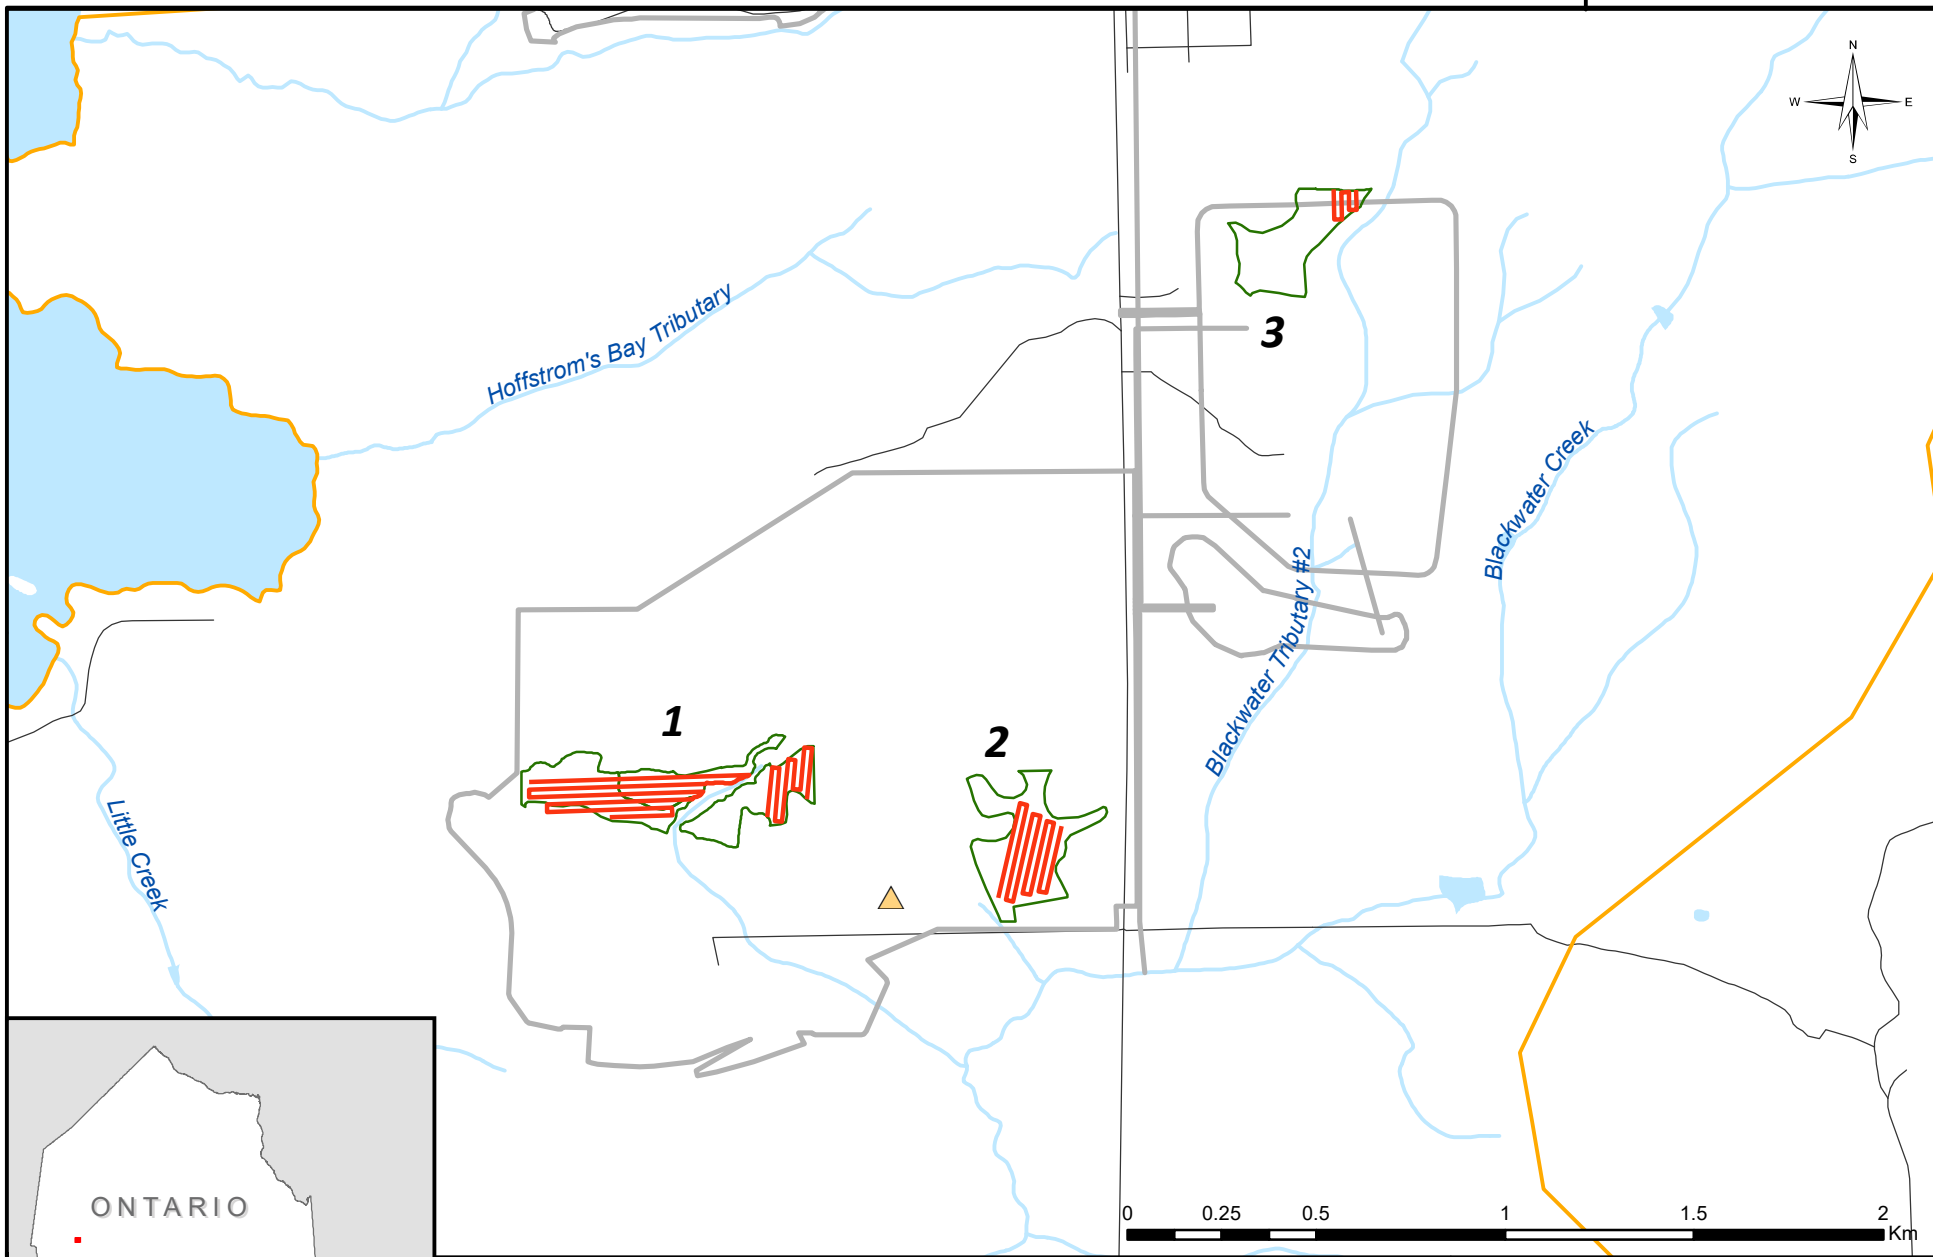 N
W E
S
Hoffstrom's Bay Tributary
3
Blackwater Creek
Blackwater Tributary #2
1
2
Little Creek
ONTARIO
0 0.25 0.5 1 1.5 2
Km